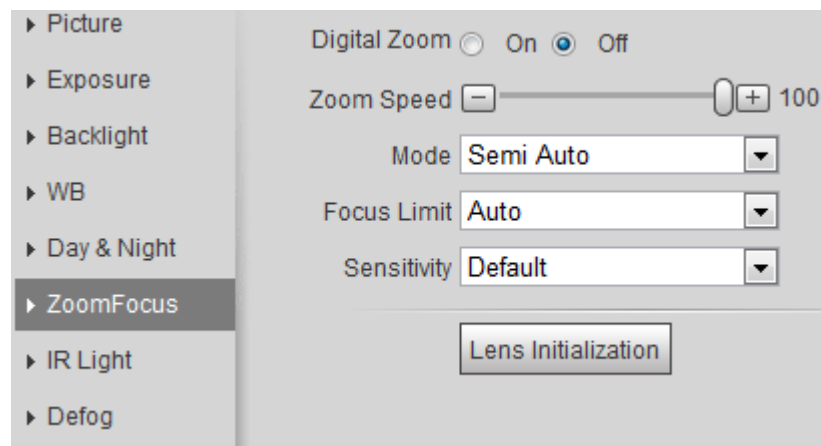 Picture
Exposure
Backlight
WB
Day & Night
ZoomFocus
IR Light
Defog
Digital Zoom On Off
Zoom Speed 100
Mode Semi Auto
Focus Limit Auto
Sensitivity Default
Lens Initialization